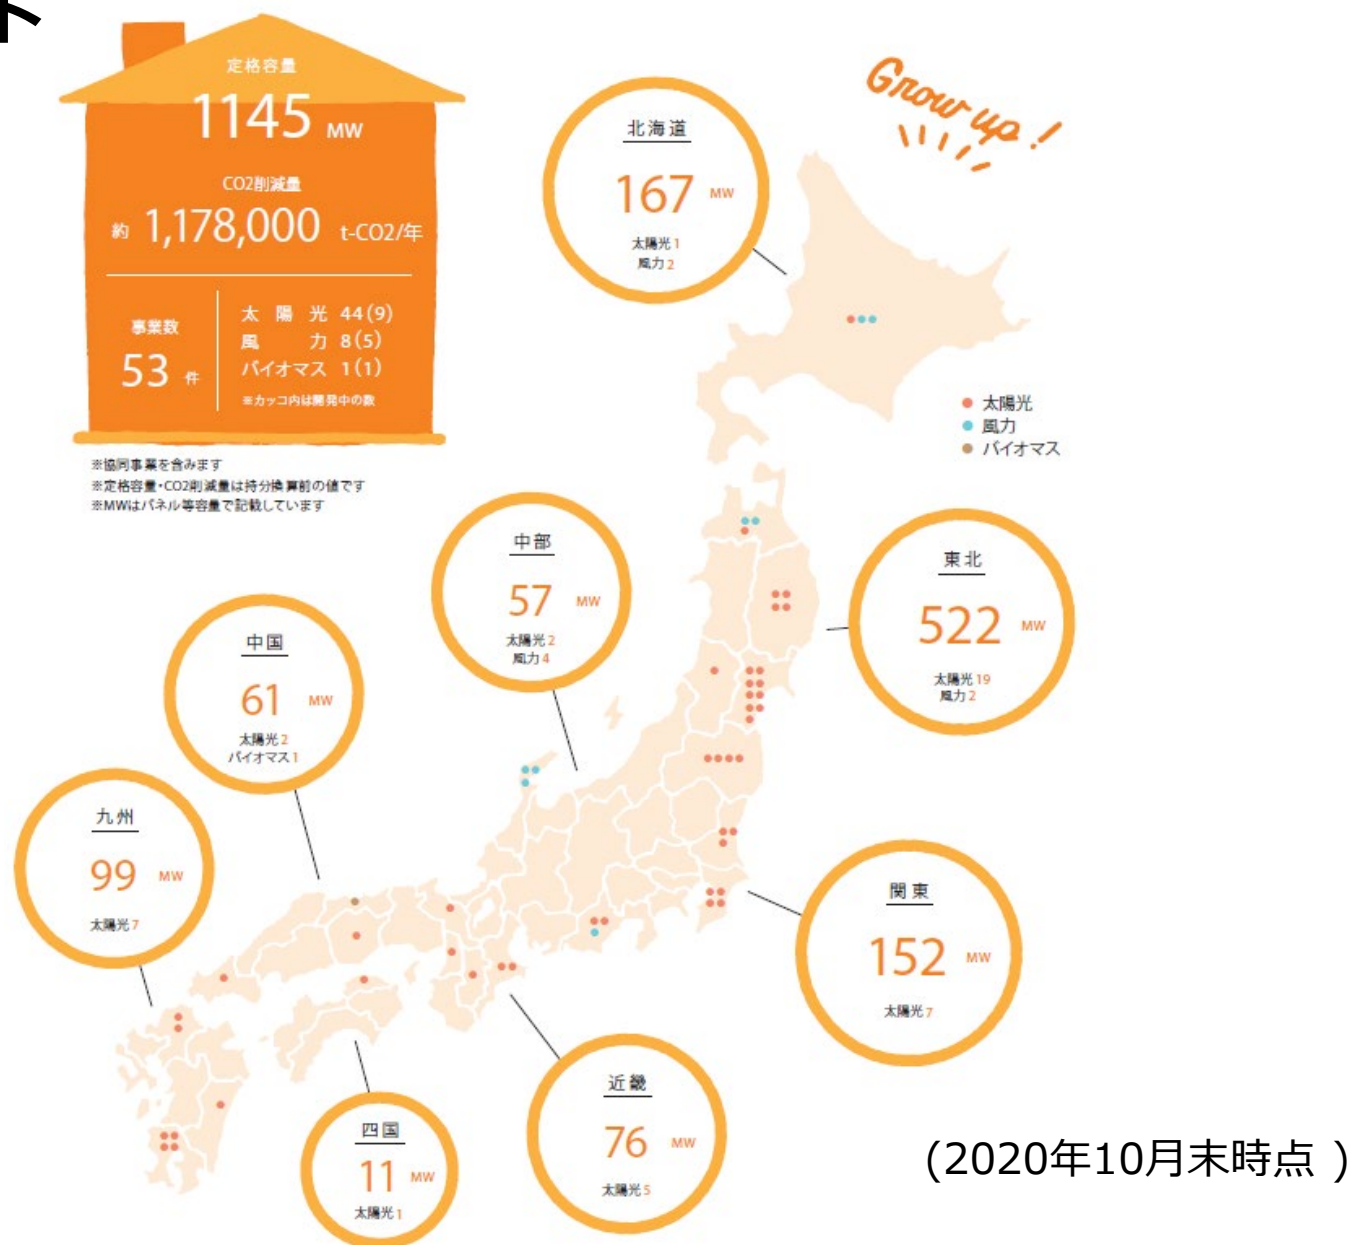 ト
定格容量
1145 MW
CO2削減量
約 1,178,000 t-CO2/年
事業数
53 件
太陽光 44(9)
風力 8(5)
バイオマス 1(1)
※カッコ内は開発中の数
※協同事業を含みます
※定格容量・CO2削減量は持分換算前の値です
※MWはパネル等容量で記載しています
Grow up!
北海道
167 MW
太陽光 1
風力 2
太陽光
風力
バイオマス
中部
57 MW
太陽光 2
風力 4
東北
522 MW
太陽光 19
風力 2
中国
61 MW
太陽光 2
バイオマス 1
九州
99 MW
太陽光 7
関東
152 MW
太陽光 7
近畿
76 MW
太陽光 5
四国
11 MW
太陽光 1
(2020年10月末時点 )